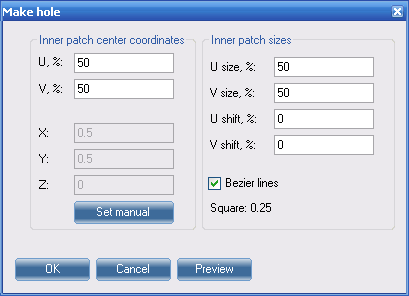 Make hole
Inner patch center coordinates
U, %: 50
V, %: 50
X: 0.5
Y: 0.5
Z: 0
Set manual
Inner patch sizes
U size, %: 50
V size, %: 50
U shift, %: 0
V shift, %: 0
Bezier lines
Square: 0.25
OK
Cancel
Preview